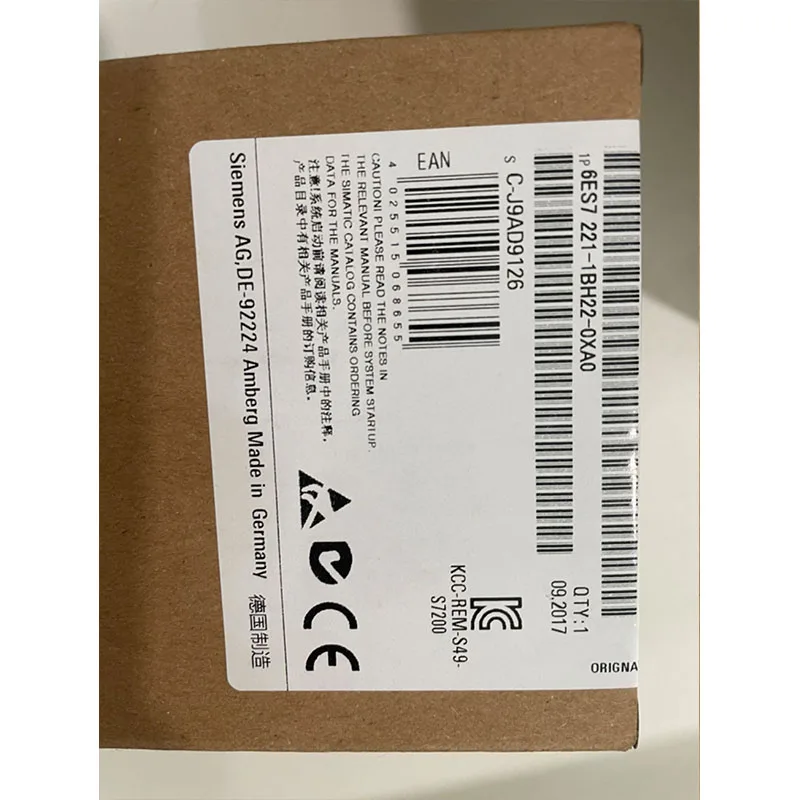 1P 6ES7 221-1BH22-0XA0
QTY:1
S C-J9AD9126
09.2017
ORIGNA
EAN
4 025515 068655
KCC-REM-S49-
S7200
CAUTION! PLEASE READ THE NOTES IN
THE RELEVANT MANUAL BEFORE SYSTEM STARTUP.
THE SIMATIC CATALOG CONTAINS ORDERING
DATA FOR THE MANUALS.
注意!系统启动前请阅读相关产品手册中的注释,
产品目录中有相关产品手册的订购信息。
CE
Siemens AG,DE-92224 Amberg Made in Germany 德国制造